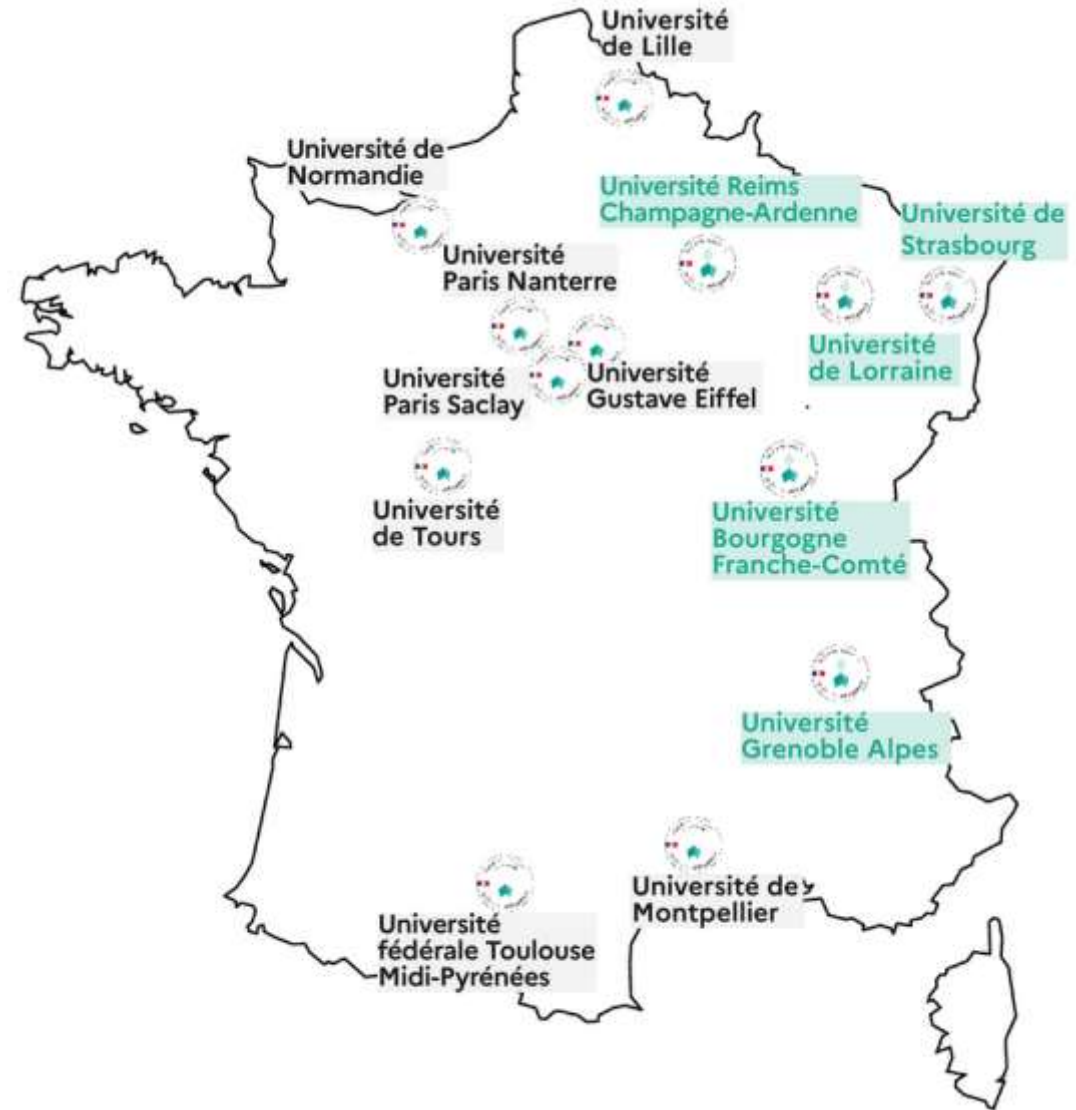 Université
de Lille
Université de
Normandie
Université Reims
Champagne-Ardenne
Université de
Strasbourg
Université
Paris Nanterre
Université
de Lorraine
Université
Paris Saclay
Université
Gustave Eiffel
Université
de Tours
Université
Bourgogne
Franche-Comté
Université
Grenoble Alpes
Université de
Montpellier
Université
fédérale Toulouse
Midi-Pyrénées